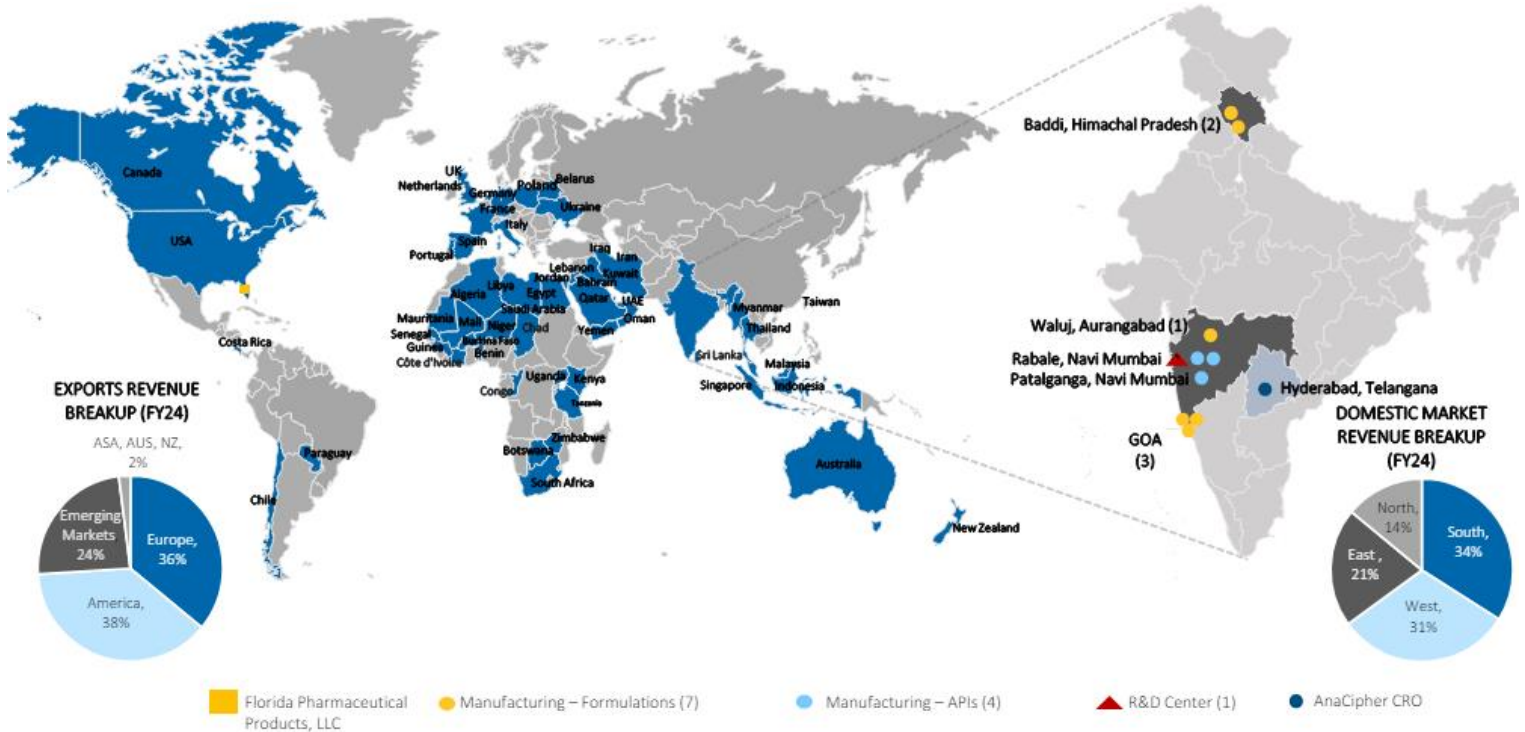 Canada
USA
Costa Rica
Paraguay
Chile
UK
Netherlands
Germany
Poland
Belarus
France
Ukraine
Italy
Spain
Portugal
Iraq
Iran
Lebanon
Kuwait
Jordan
Bahrain
Libya
Algeria
Egypt
Qatar
UAE
Saudi Arabia
Oman
Mauritania
Mali
Niger
Chad
Yemen
Senegal
Burkina Faso
Guinea
Benin
Côte d'Ivoire
Uganda
Kenya
Congo
Tanzania
Zimbabwe
Botswana
South Africa
Myanmar
Taiwan
Thailand
Sri Lanka
Malaysia
Singapore
Indonesia
Australia
New Zealand
Baddi, Himachal Pradesh (2)
Waluj, Aurangabad (1)
Rabale, Navi Mumbai
Patalganga, Navi Mumbai
Hyderabad, Telangana
GOA
(3)
EXPORTS REVENUE
BREAKUP (FY24)
ASA, AUS, NZ,
2%
Emerging
Markets
24%
Europe,
36%
America,
38%
DOMESTIC MARKET
REVENUE BREAKUP
(FY24)
North,
14%
South,
34%
East ,
21%
West,
31%
Florida Pharmaceutical
Products, LLC
Manufacturing – Formulations (7)
Manufacturing – APIs (4)
R&D Center (1)
AnaCipher CRO